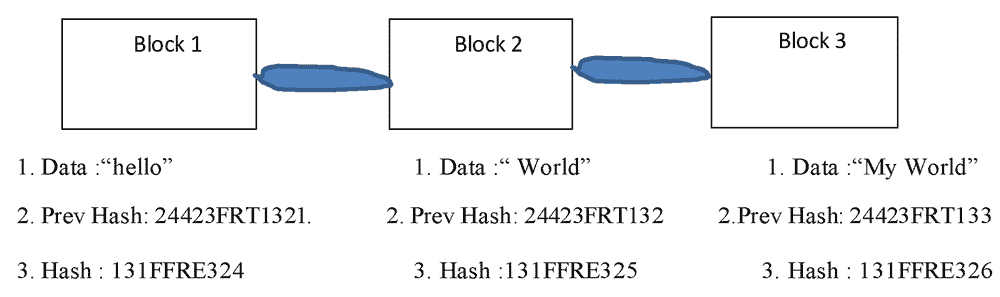 Block 1
Block 2
Block 3
1. Data :“hello”
1. Data :“ World”
1. Data :“My World”
2. Prev Hash: 24423FRT1321.
2. Prev Hash: 24423FRT132
2.Prev Hash: 24423FRT133
3. Hash : 131FFRE324
3. Hash :131FFRE325
3. Hash : 131FFRE326